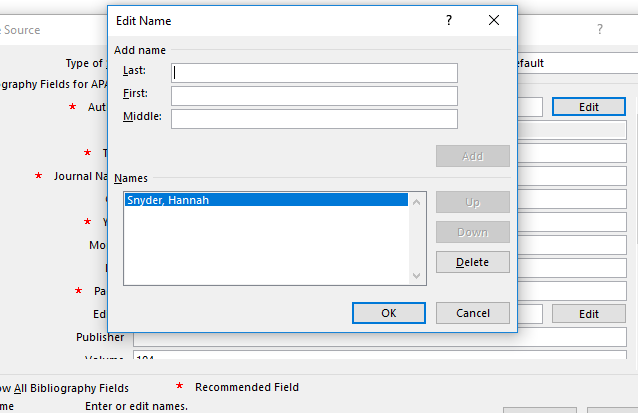 Edit Name ? ×
e Source ?
Add name
Type of
Last:
efault
ography Fields for APA
First:
* Aut
Edit
Middle:
* T
Add
* Journal Na
Names
Snyder, Hannah
Up
* Y
Down
Mo
Delete
* Pa
Edi
OK Cancel
Edit
Publisher
Volume 104
ow All Bibliography Fields * Recommended Field
me Enter or edit names.